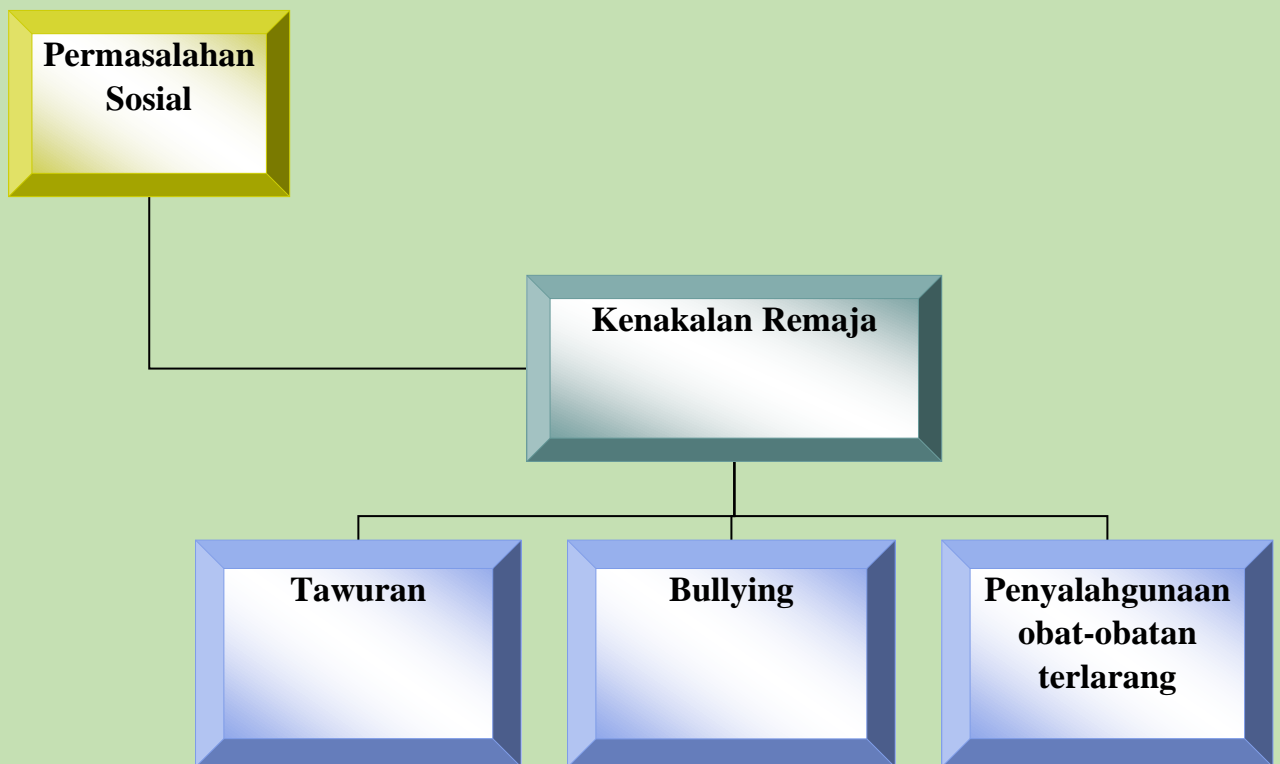 Permasalahan
Sosial
Kenakalan Remaja
Tawuran
Bullying
Penyalahgunaan
obat-obatan
terlarang